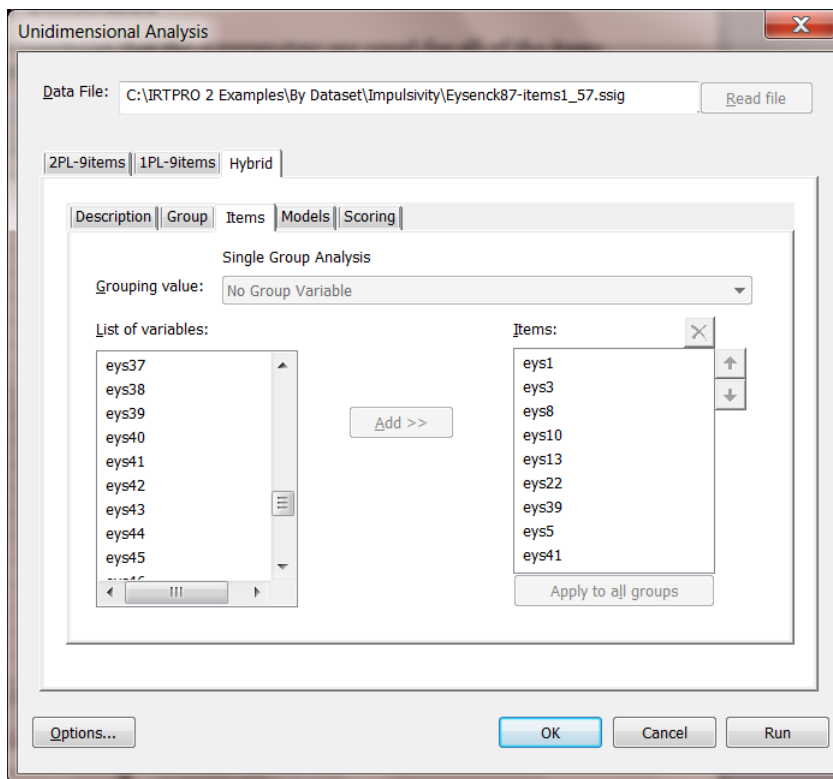 Unidimensional Analysis
Data File: C:\IRTPRO 2 Examples\By Dataset\Impulsivity\Eysenck87-items1_57.ssig Read file
2PL-9items 1PL-9items Hybrid
Description Group Items Models Scoring
Single Group Analysis
Grouping value: No Group Variable
List of variables:
eys37
eys38
eys39
eys40
eys41
eys42
eys43
eys44
eys45
Add >>
Items:
eys1
eys3
eys8
eys10
eys13
eys22
eys39
eys5
eys41
Apply to all groups
Options... OK Cancel Run